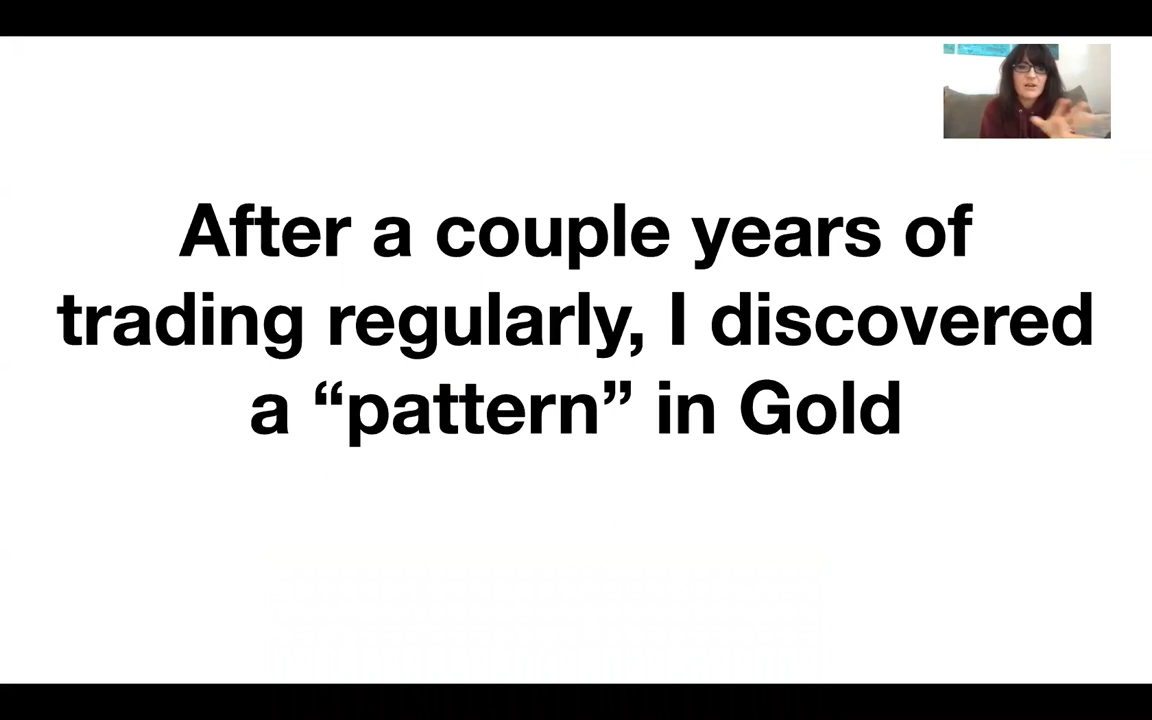 After a couple years of
trading regularly, I discovered
a “pattern” in Gold